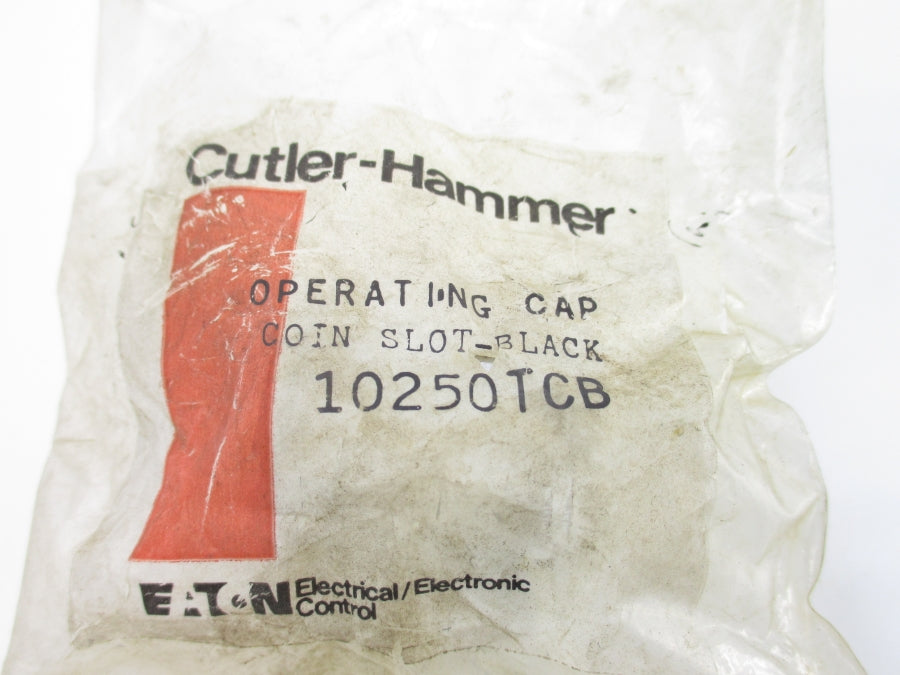 Cutler-Hammer
OPERATING CAP
COIN SLOT-BLACK
10250TCB
EATON Electrical/Electronic
Control